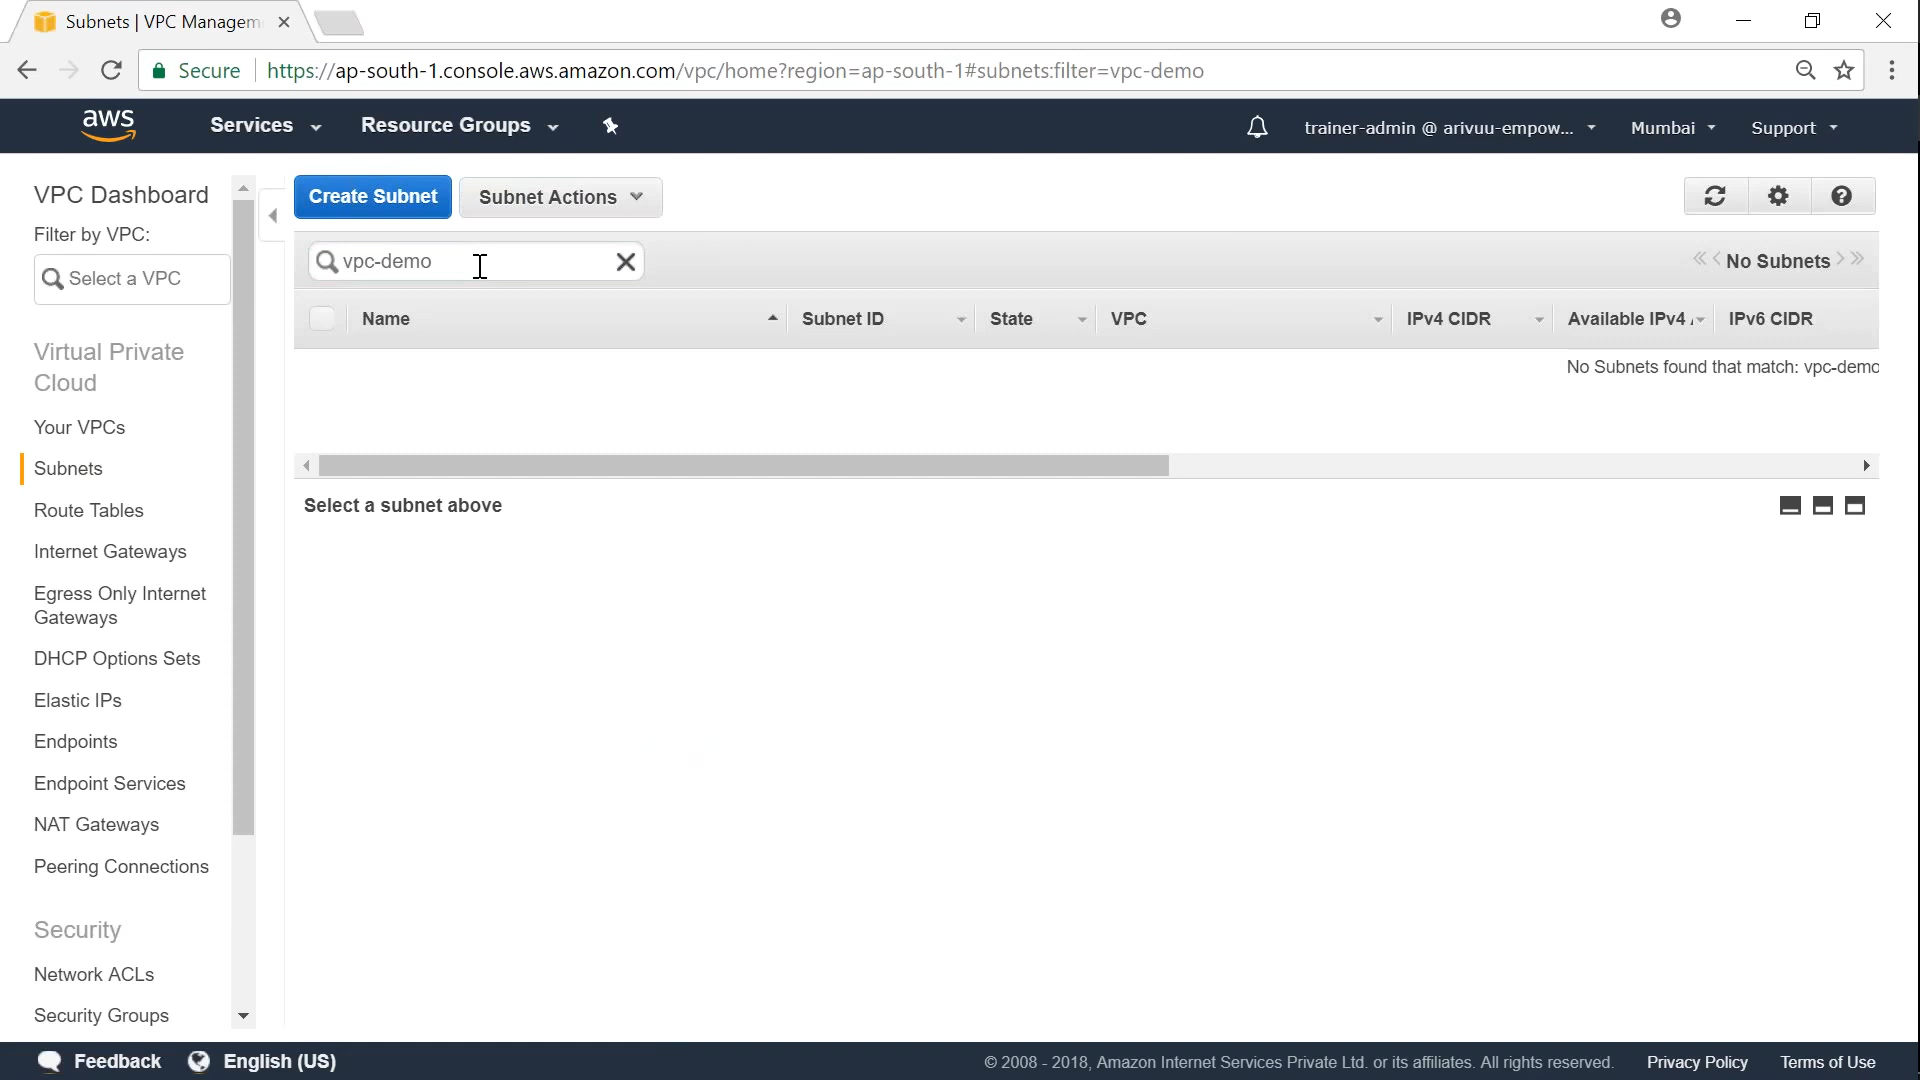 Subnets | VPC Managem
Secure
https://ap-south-1.console.aws.amazon.com/vpc/home?region=ap-south-1#subnets:filter=vpc-demo
aws
Services
Resource Groups
trainer-admin @ arivuu-empow...
Mumbai
Support
VPC Dashboard
Filter by VPC:
Select a VPC
Virtual Private
Cloud
Your VPCs
Subnets
Route Tables
Internet Gateways
Egress Only Internet
Gateways
DHCP Options Sets
Elastic IPs
Endpoints
Endpoint Services
NAT Gateways
Peering Connections
Security
Network ACLs
Security Groups
Create Subnet
Subnet Actions
vpc-demo
No Subnets
Name
Subnet ID
State
VPC
IPv4 CIDR
Available IPv4
IPv6 CIDR
No Subnets found that match: vpc-demo
Select a subnet above
Feedback
English (US)
© 2008 - 2018, Amazon Internet Services Private Ltd. or its affiliates. All rights reserved.
Privacy Policy
Terms of Use